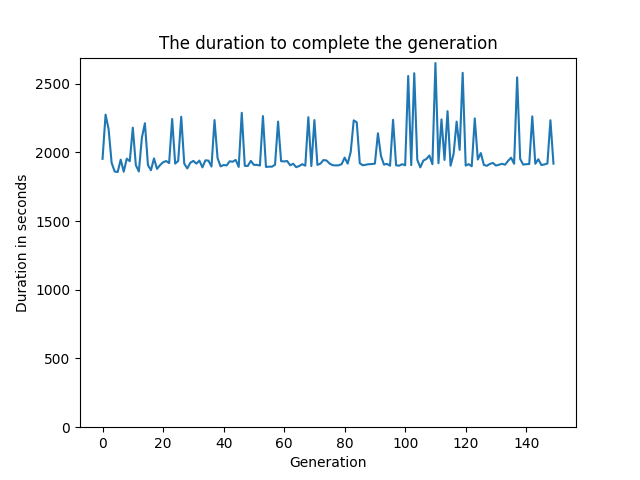 The duration to complete the generation
2500
2000
1500
1000
500
0
Duration in seconds
0 20 40 60 80 100 120 140
Generation